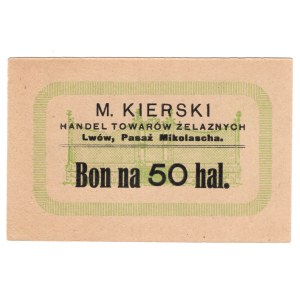 M. KIERSKI
HANDEL TOWARÓW ŻELAZNYCH
Lwów, Pasaż Mikolascha.
Bon na 50 hal.